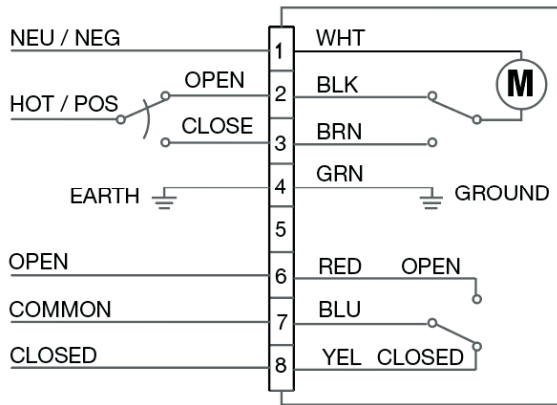 NEU / NEG 1 WHT
OPEN 2 BLK M
HOT / POS
CLOSE 3 BRN
EARTH 4 GRN GROUND
5
OPEN 6 RED OPEN
COMMON 7 BLU
CLOSED 8 YEL CLOSED